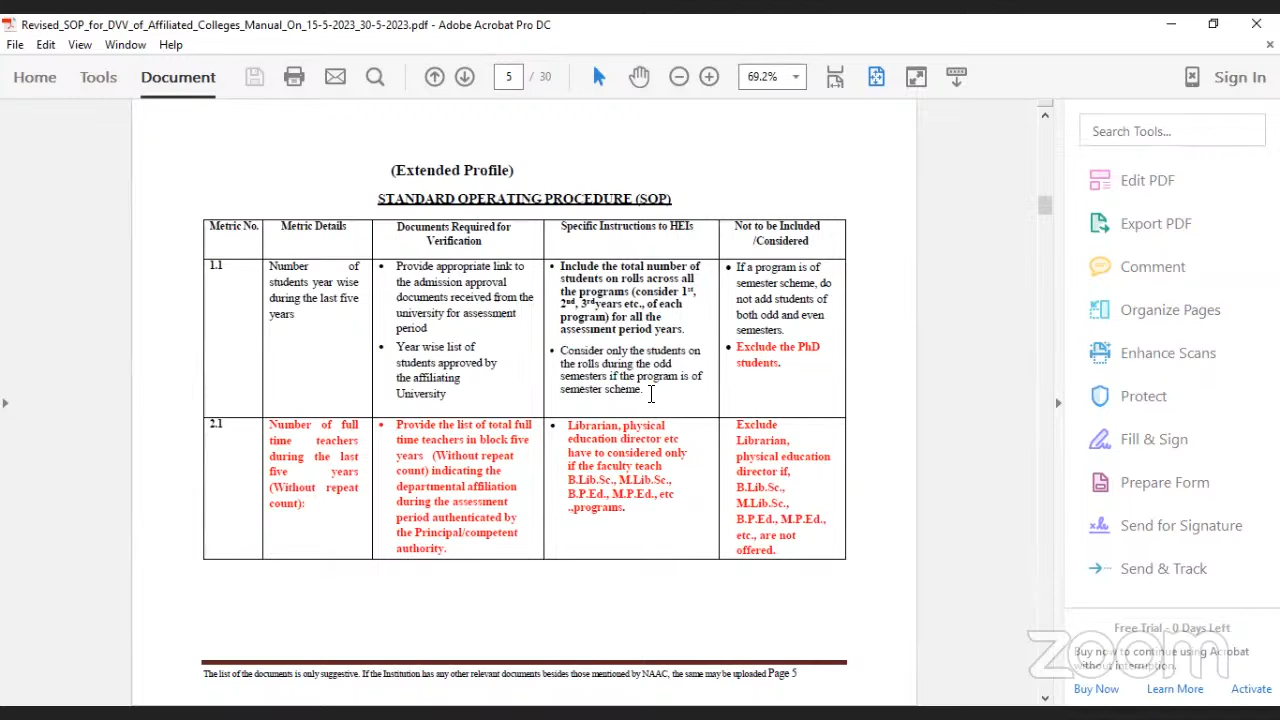 Revised_SOP_for_DVV_of_Affiliated_Colleges_Manual_On_15-5-2023_30-5-2023.pdf - Adobe Acrobat Pro DC
File Edit View Window Help
Home Tools Document 5 / 30 69.2% Sign In
(Extended Profile)
STANDARD OPERATING PROCEDURE (SOP)
Metric No.
Metric Details
Documents Required for
Verification
Specific Instructions to HEIs
Not to be Included
/Considered
1.1
Number of
students year wise
during the last five
years
• Provide appropriate link to
the admission approval
documents received from the
university for assessment
period
• Year wise list of
students approved by
the affiliating
University
• Include the total number of
students on rolls across all
the programs (consider 1st,
2nd, 3rdyears etc., of each
program) for all the
assessment period years.
• Consider only the students on
the rolls during the odd
semesters if the program is of
semester scheme.
• If a program is of
semester scheme, do
not add students of
both odd and even
semesters.
• Exclude the PhD
students.
2.1
Number of full
time teachers
during the last
five years
(Without repeat
count):
• Provide the list of total full
time teachers in block five
years (Without repeat
count) indicating the
departmental affiliation
during the assessment
period authenticated by
the Principal/competent
authority.
• Librarian, physical
education director etc
have to considered only
if the faculty teach
B.Lib.Sc., M.Lib.Sc.,
B.P.Ed., M.P.Ed., etc
.,programs.
Exclude
Librarian,
physical education
director if,
B.Lib.Sc.,
M.Lib.Sc.,
B.P.Ed., M.P.Ed.,
etc., are not
offered.
The list of the documents is only suggestive. If the Institution has any other relevant documents besides those mentioned by NAAC, the same may be uploaded Page 5
Search Tools...
Edit PDF
Export PDF
Comment
Organize Pages
Enhance Scans
Protect
Fill & Sign
Prepare Form
Send for Signature
Send & Track
Free Trial - 0 Days Left
Buy now to continue using Acrobat
without interruption.
Buy Now Learn More Activate
zoom